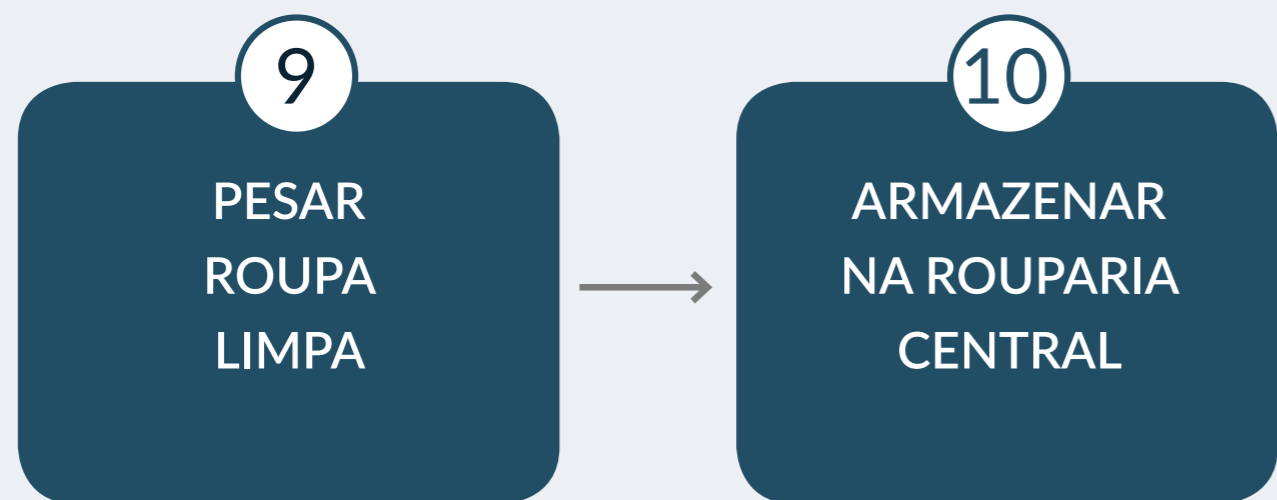 9
PESAR
ROUPA
LIMPA
10
ARMAZENAR
NA ROUPARIA
CENTRAL